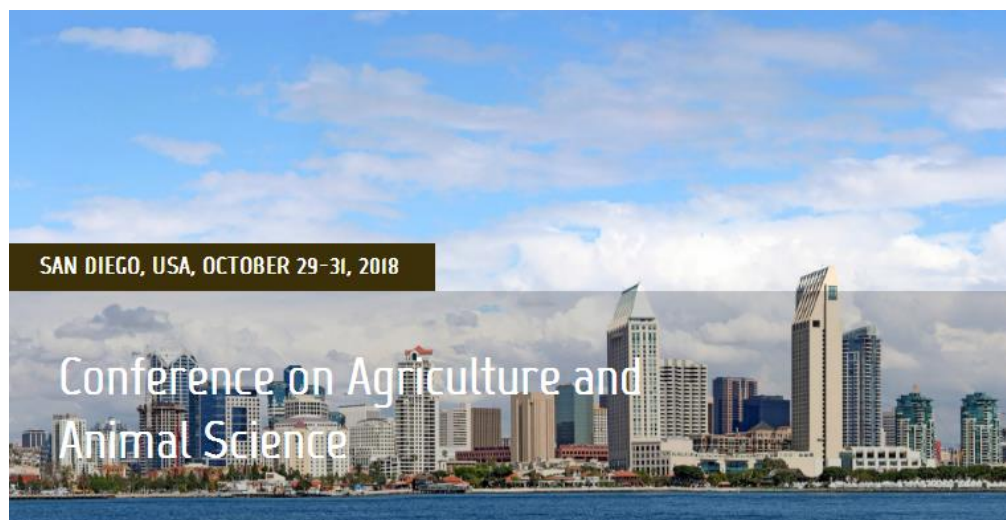 SAN DIEGO, USA, OCTOBER 29-31, 2018
Conference on Agriculture and
Animal Science